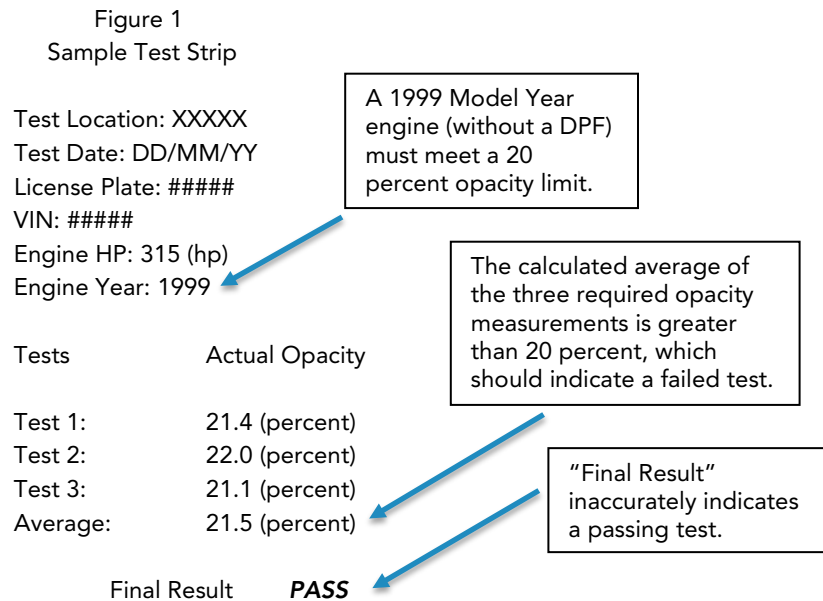 Figure 1
Sample Test Strip
A 1999 Model Year
engine (without a DPF)
must meet a 20
percent opacity limit.
Test Location: XXXXX
Test Date: DD/MM/YY
License Plate: #####
VIN: #####
Engine HP: 315 (hp)
Engine Year: 1999
The calculated average of
the three required opacity
measurements is greater
than 20 percent, which
should indicate a failed test.
Tests Actual Opacity
Test 1: 21.4 (percent)
Test 2: 22.0 (percent)
Test 3: 21.1 (percent)
Average: 21.5 (percent)
“Final Result”
inaccurately indicates
a passing test.
Final Result PASS